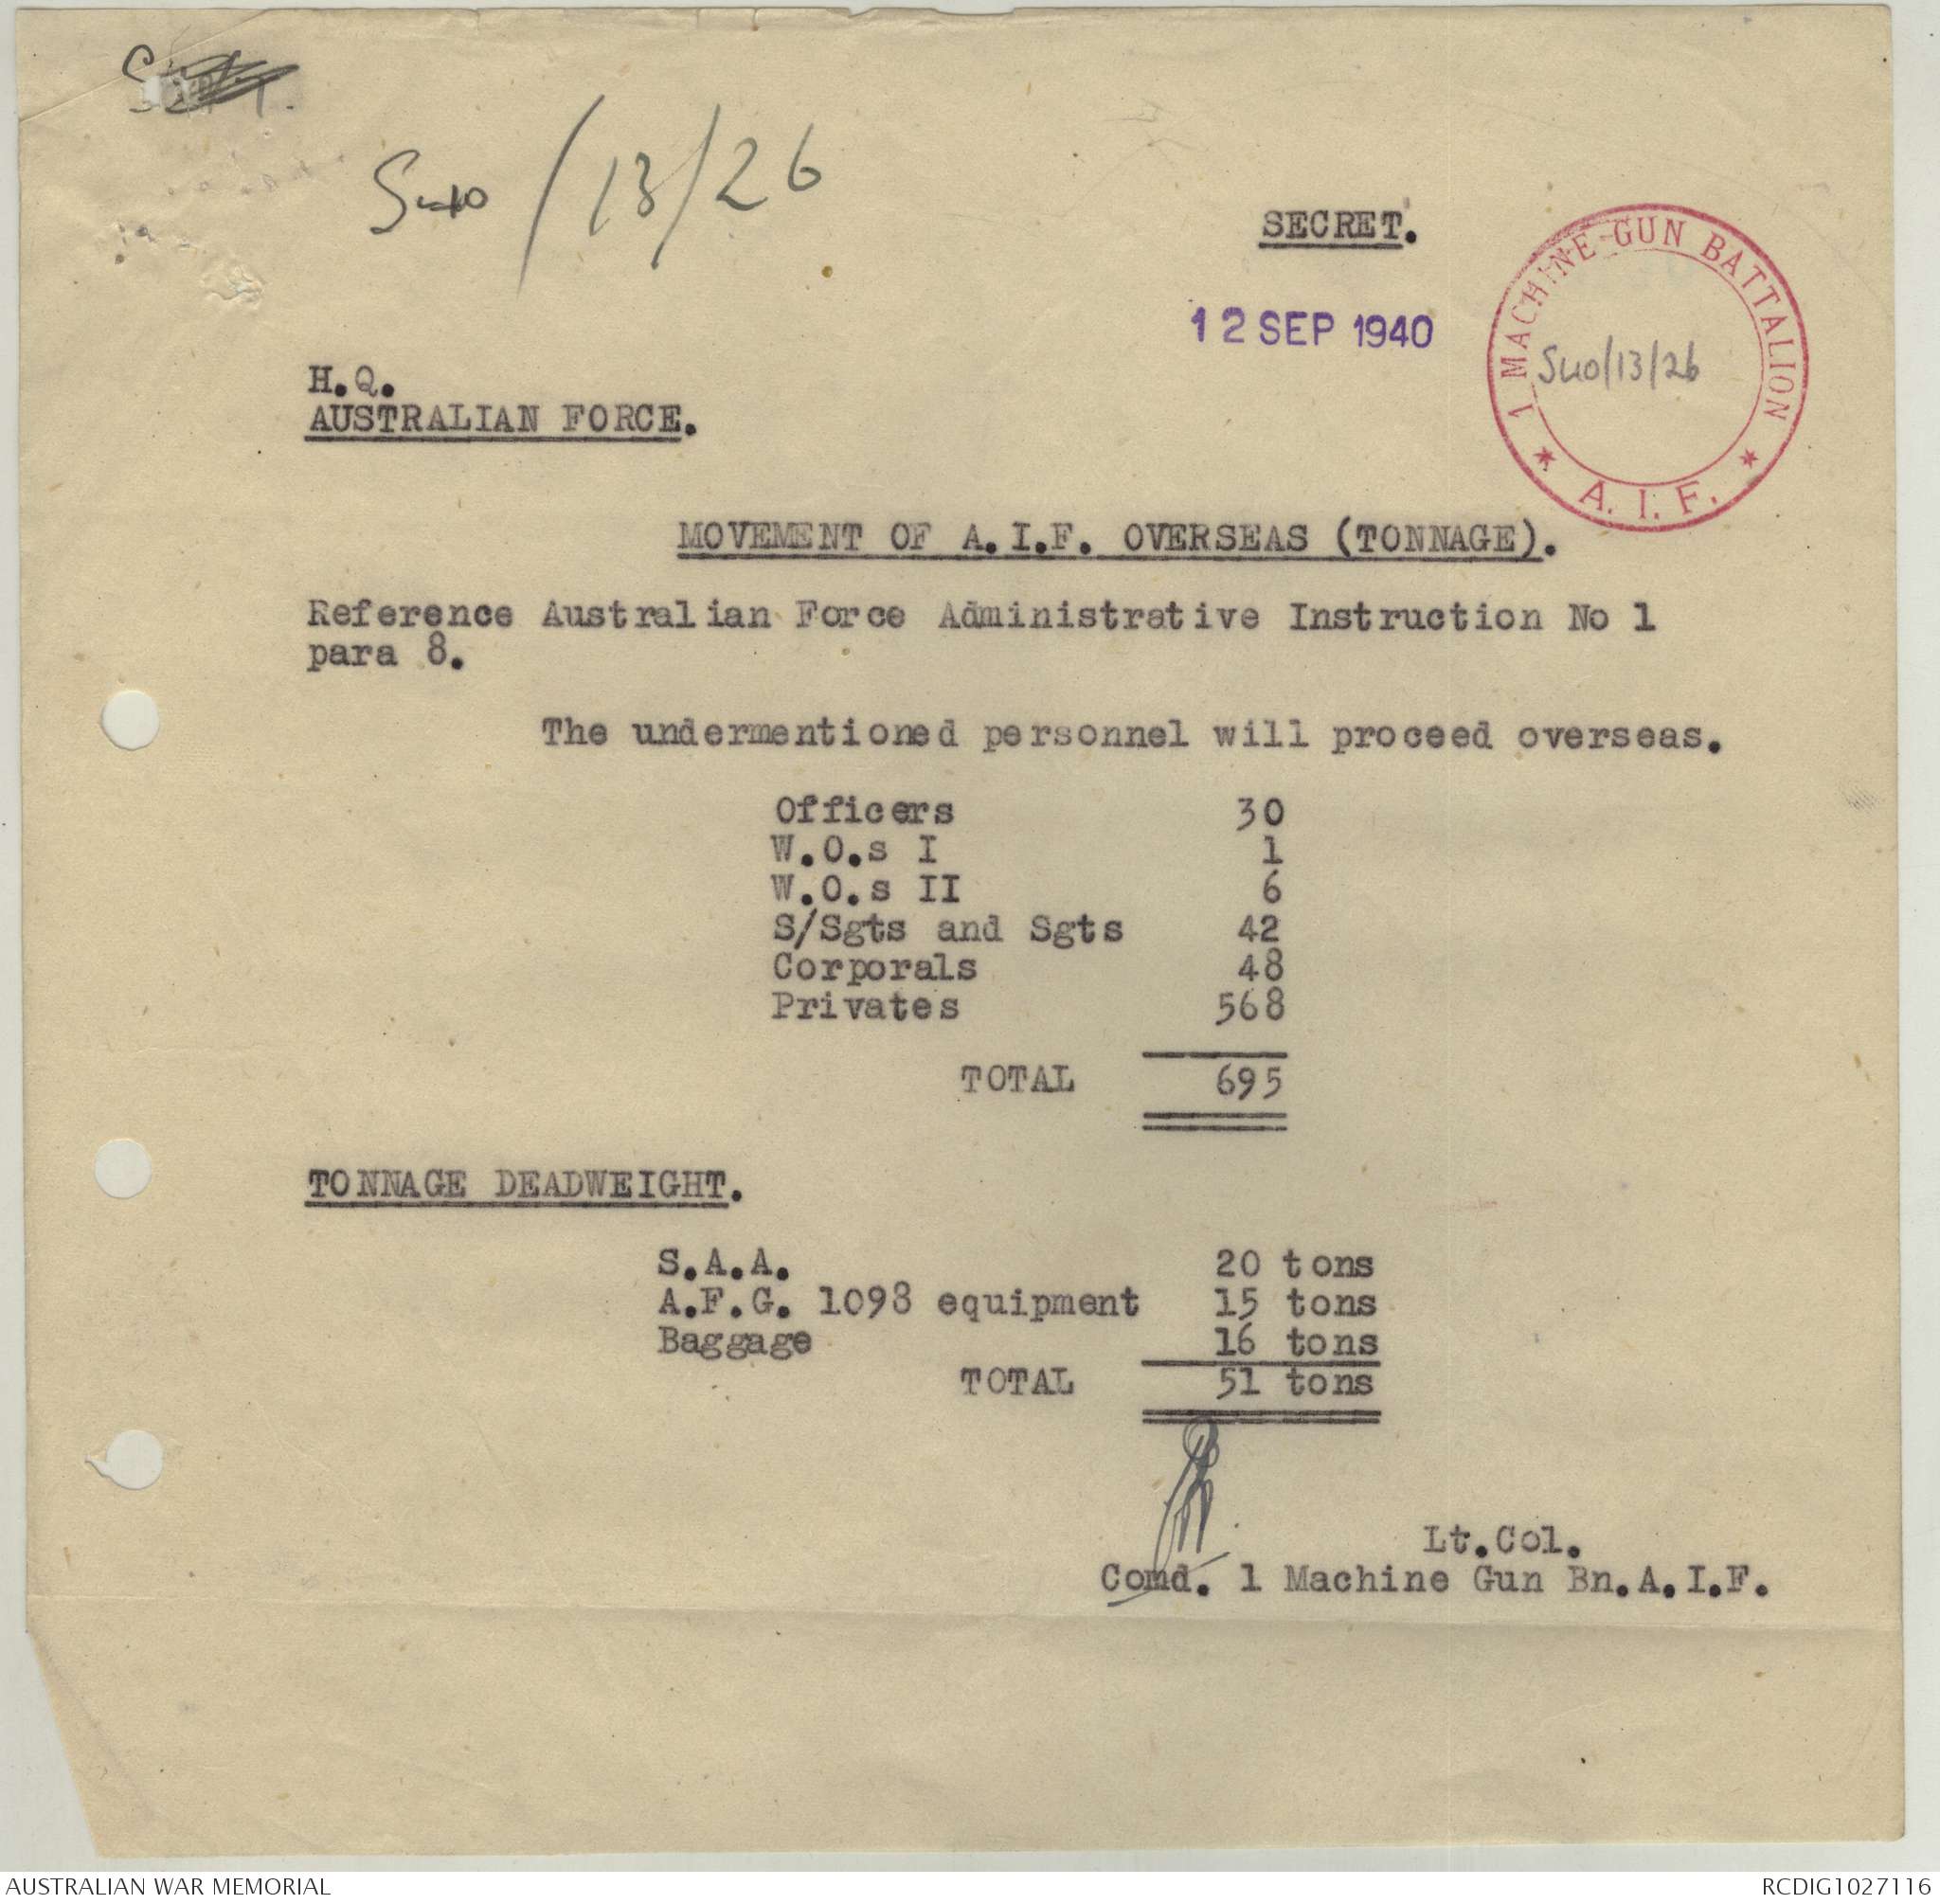 S 40 / 13 / 26
SECRET.
1 MACHINE-GUN BATTALION
S40/13/26
* A. I. F. *
12 SEP 1940
H.Q.
AUSTRALIAN FORCE.
MOVEMENT OF A.I.F. OVERSEAS (TONNAGE).
Reference Australian Force Administrative Instruction No 1
para 8.
The undermentioned personnel will proceed overseas.
Officers 30
W.O.s I 1
W.O.s II 6
S/Sgts and Sgts 42
Corporals 48
Privates 568
TOTAL 695
TONNAGE DEADWEIGHT.
S.A.A. 20 tons
A.F.G. 1098 equipment 15 tons
Baggage 16 tons
TOTAL 51 tons
Lt.Col.
Comd. 1 Machine Gun Bn.A.I.F.
AUSTRALIAN WAR MEMORIAL
RCDIG1027116